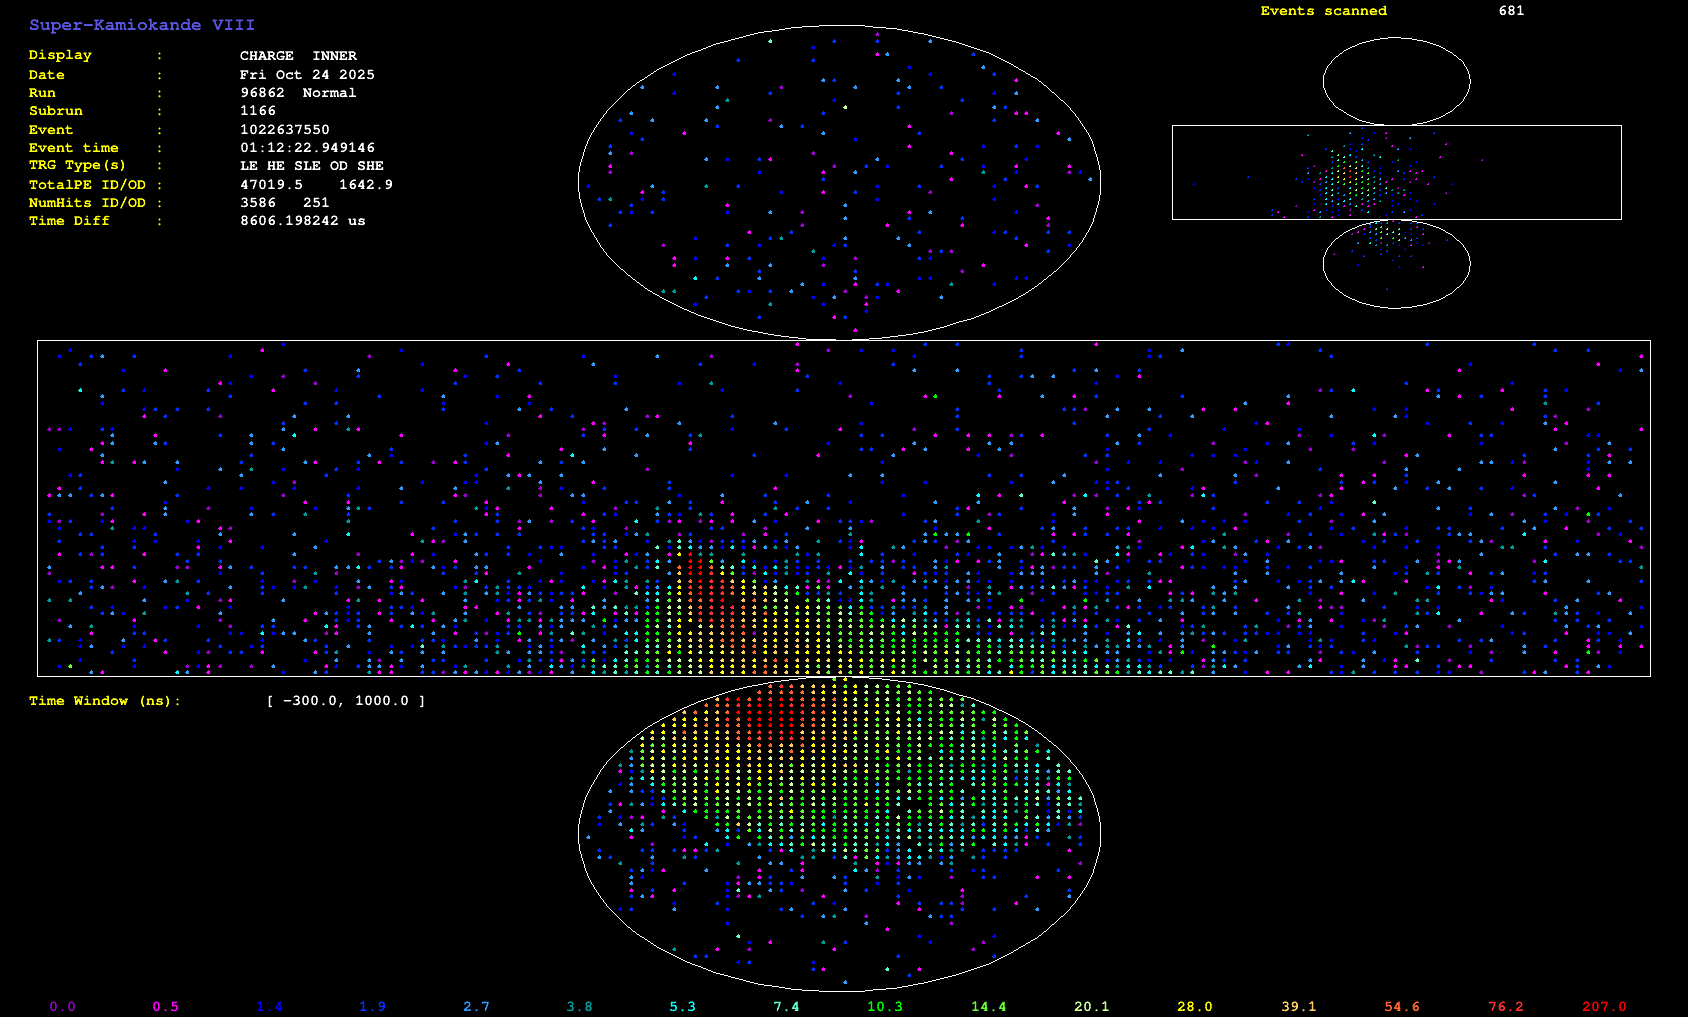 Super-Kamiokande VIII
Events scanned 681
Display : CHARGE INNER
Date : Fri Oct 24 2025
Run : 96862 Normal
Subrun : 1166
Event : 1022637550
Event time : 01:12:22.949146
TRG Type(s) : LE HE SLE OD SHE
TotalPE ID/OD : 47019.5 1642.9
NumHits ID/OD : 3586 251
Time Diff : 8606.198242 us
Time Window (ns): [ -300.0, 1000.0 ]
0.0 0.5 1.4 1.9 2.7 3.8 5.3 7.4 10.3 14.4 20.1 28.0 39.1 54.6 76.2 207.0